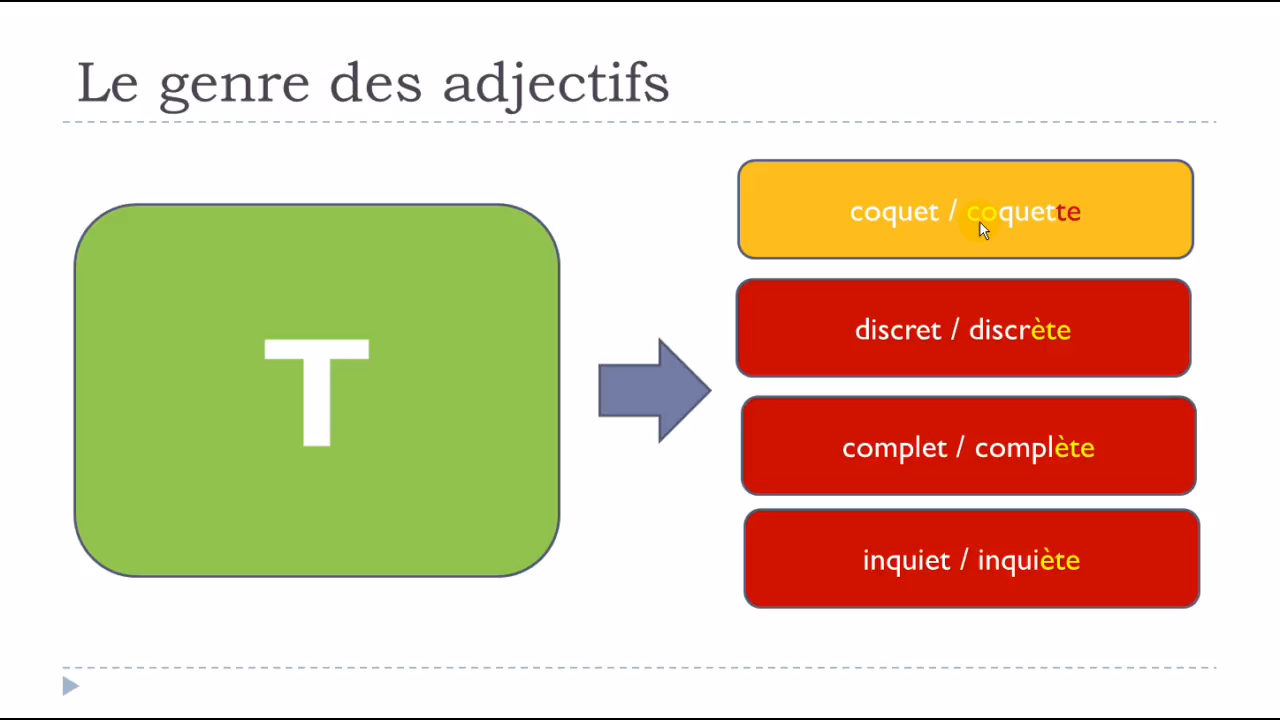 Le genre des adjectifs
T
coquet / coquette
discret / discrète
complet / complète
inquiet / inquiète